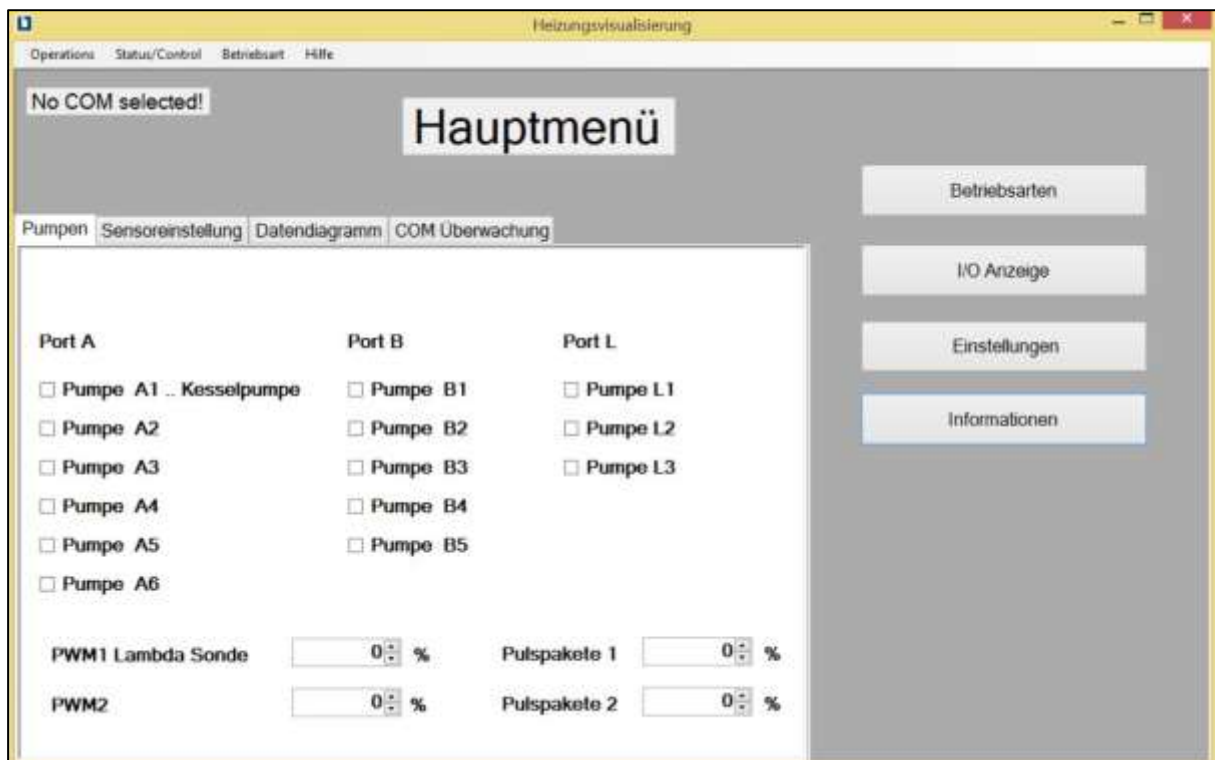 Heizungsvisualisierung
Operations Status/Control Betriebsart Hilfe
No COM selected!
Hauptmenü
Betriebsarten
Pumpen Sensoreinstellung Datendiagramm COM Überwachung
I/O Anzeige
Einstellungen
Informationen
Port A Port B Port L
Pumpe A1 .. Kesselpumpe Pumpe B1 Pumpe L1
Pumpe A2 Pumpe B2 Pumpe L2
Pumpe A3 Pumpe B3 Pumpe L3
Pumpe A4 Pumpe B4
Pumpe A5 Pumpe B5
Pumpe A6
PWM1 Lambda Sonde 0 % Pulspakete 1 0 %
PWM2 0 % Pulspakete 2 0 %